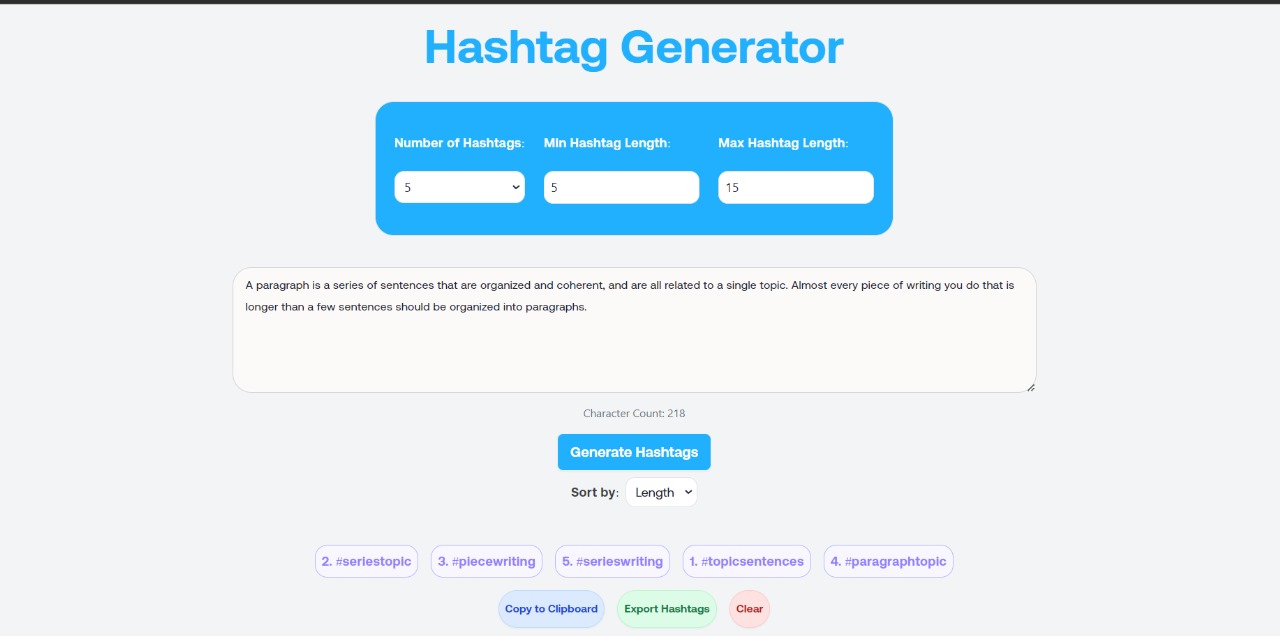 Hashtag Generator
Number of Hashtags: Min Hashtag Length: Max Hashtag Length:
5 5 15
A paragraph is a series of sentences that are organized and coherent, and are all related to a single topic. Almost every piece of writing you do that is
longer than a few sentences should be organized into paragraphs.
Character Count: 218
Generate Hashtags
Sort by: Length
2. #seriestopic 3. #piecewriting 5. #serieswriting 1. #topicsentences 4. #paragraphtopic
Copy to Clipboard Export Hashtags Clear